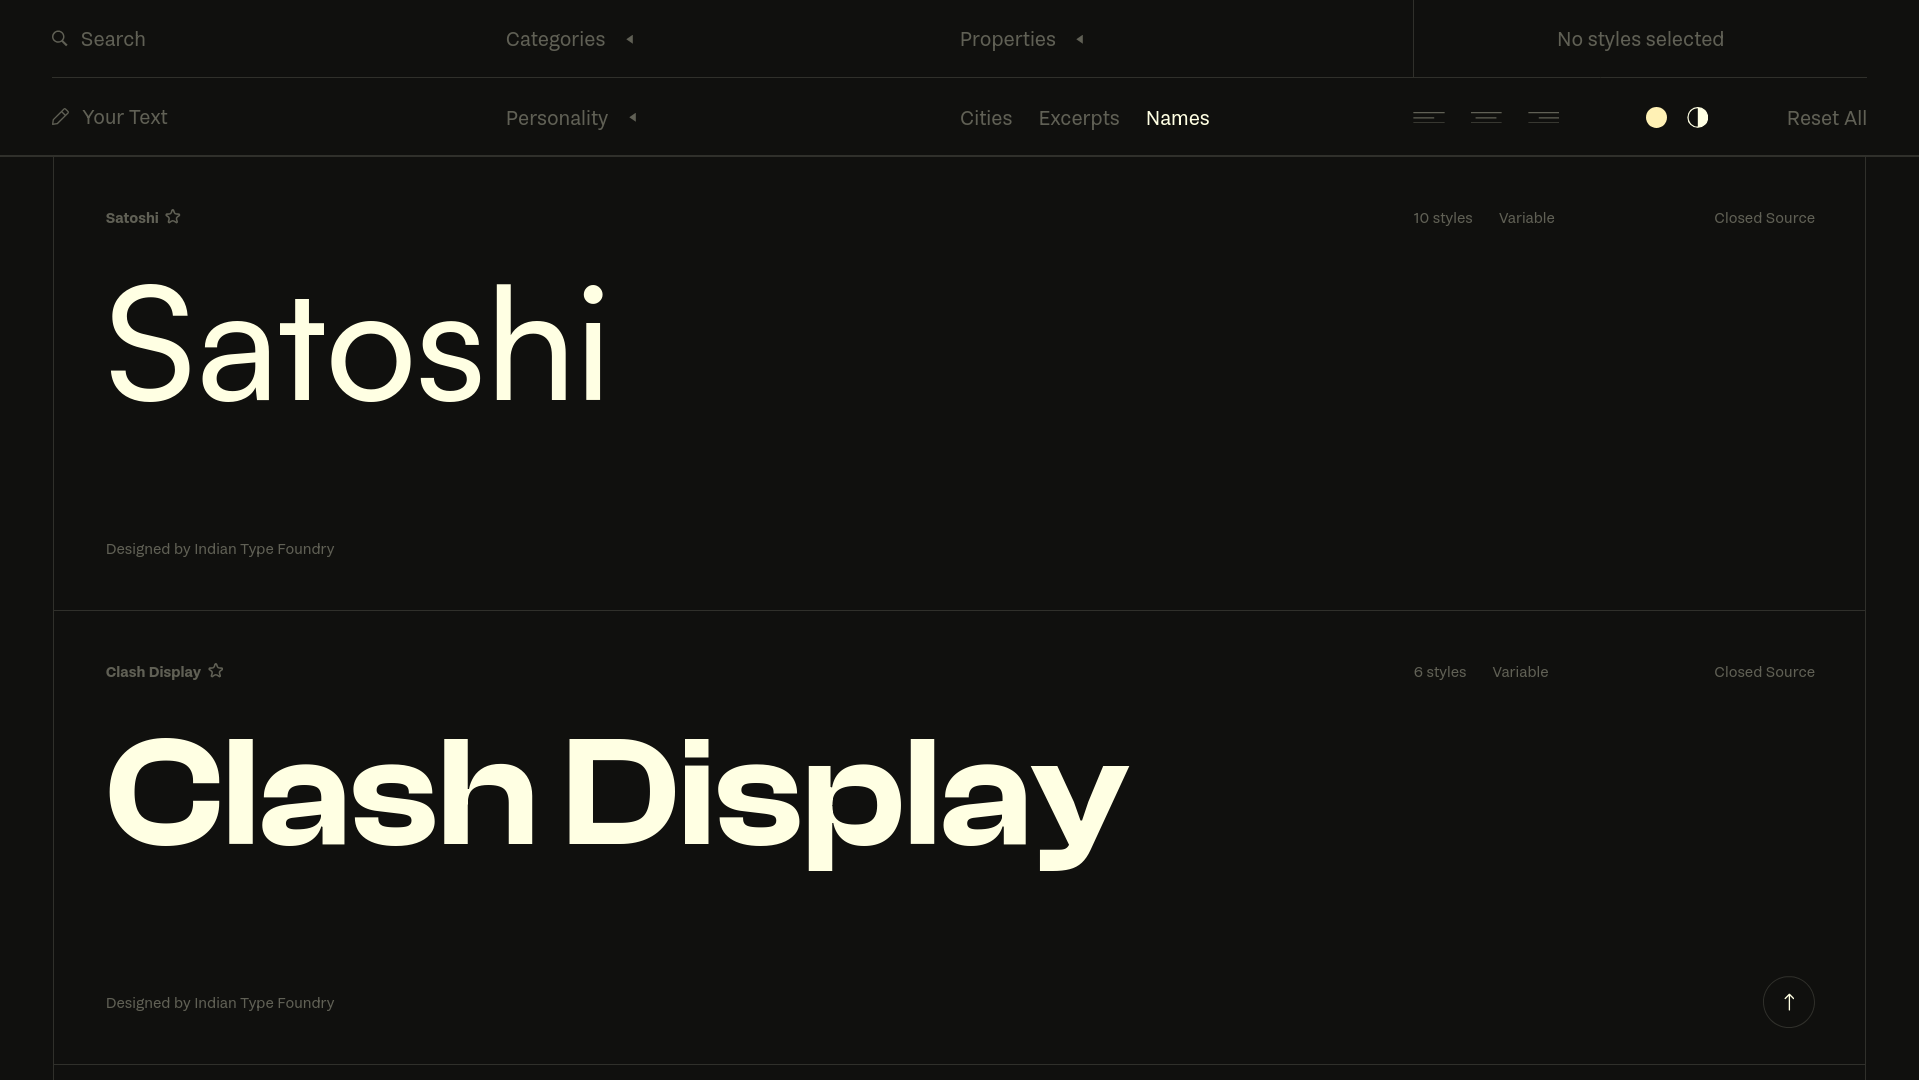 Search
Categories
Properties
No styles selected
Your Text
Personality
Cities
Excerpts
Names
Reset All
Satoshi
10 styles
Variable
Closed Source
Satoshi
Designed by Indian Type Foundry
Clash Display
6 styles
Variable
Closed Source
Clash Display
Designed by Indian Type Foundry